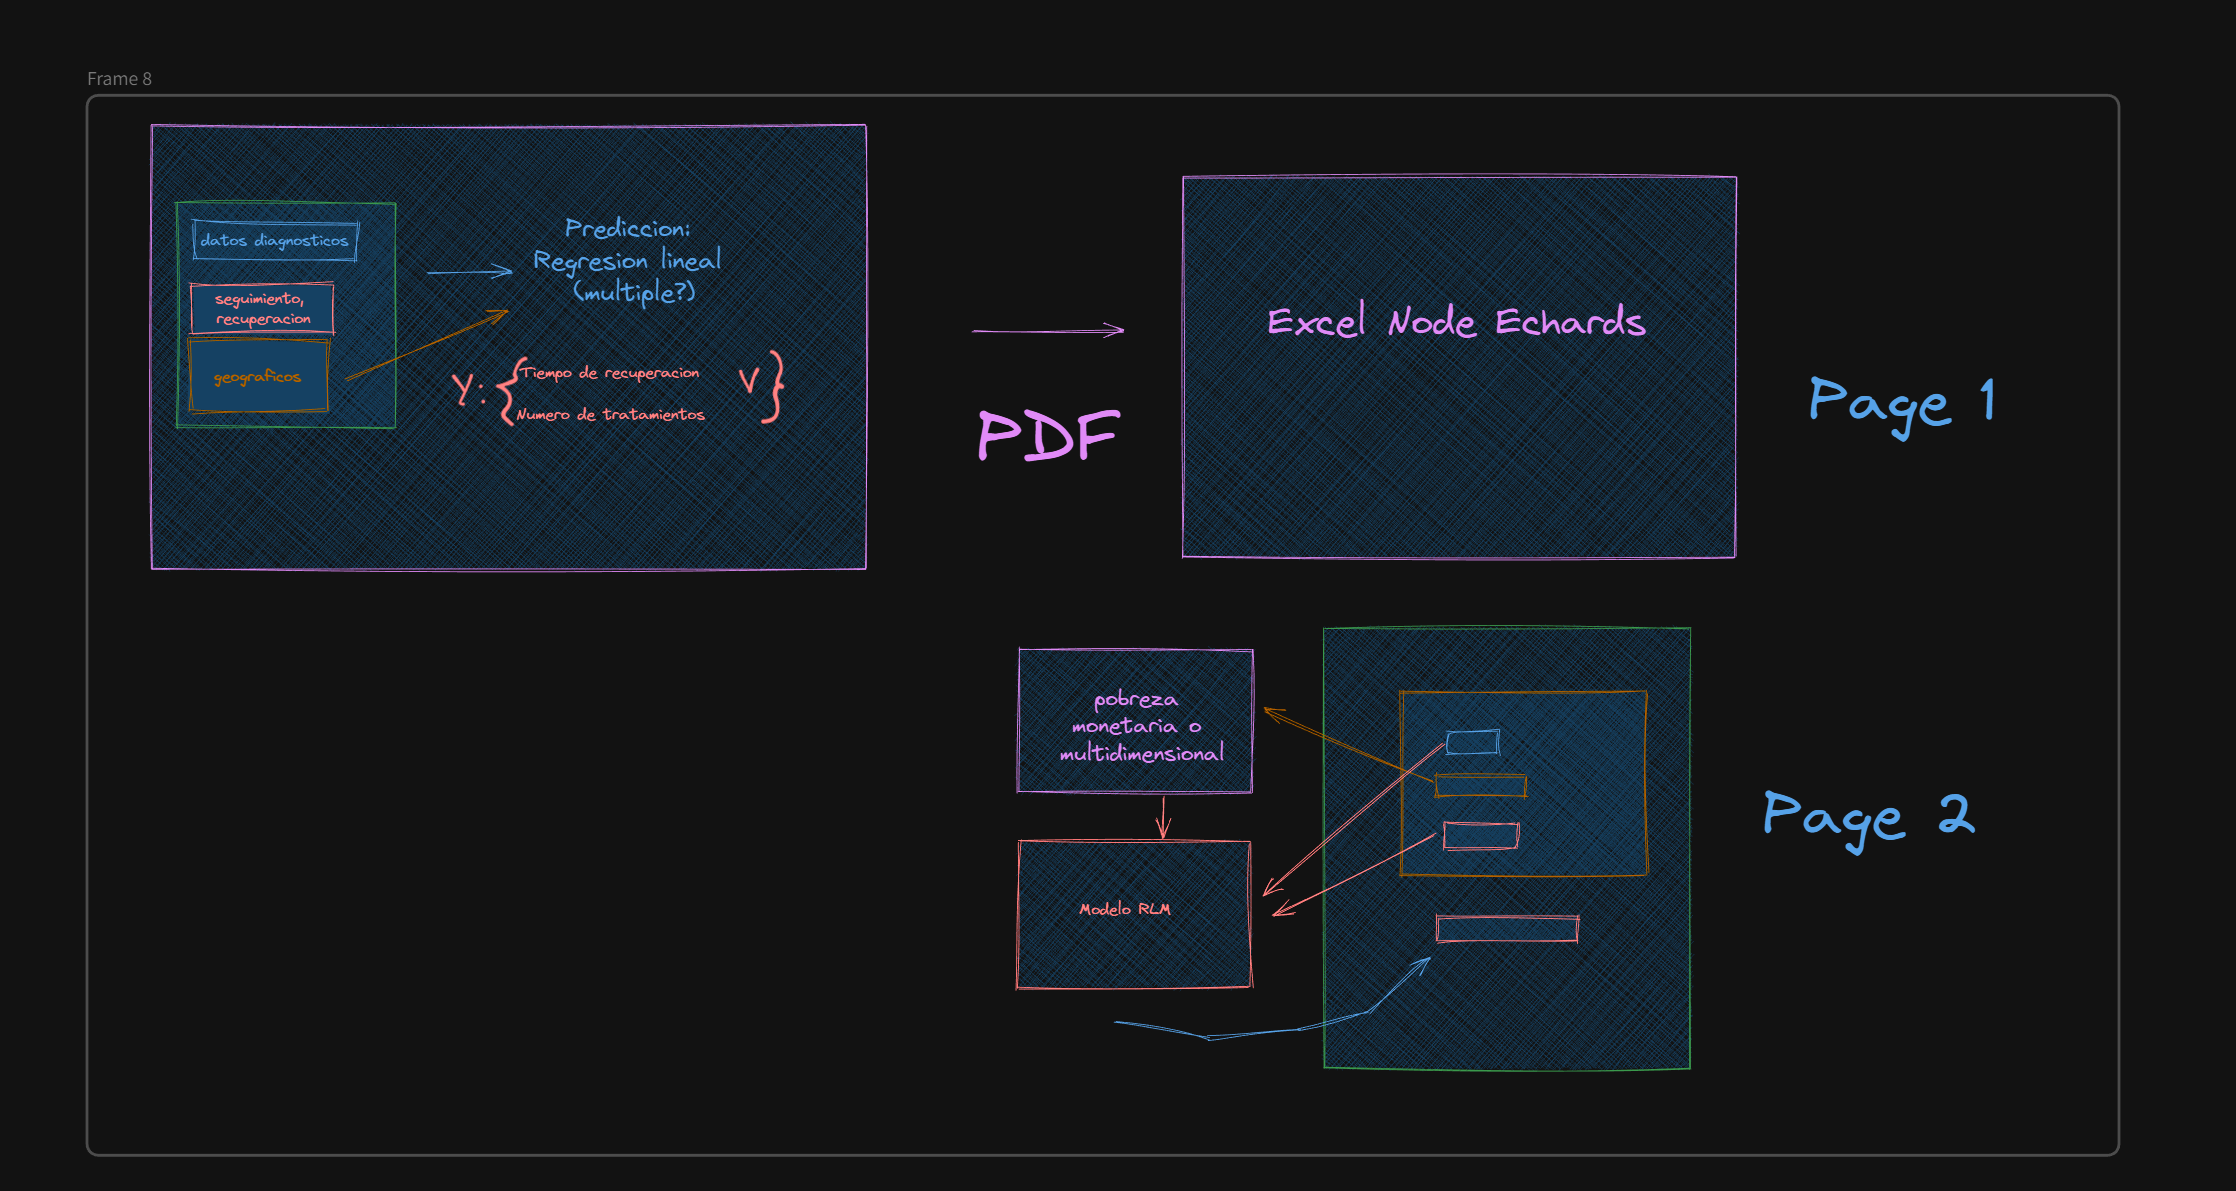 Frame 8
datos diagnosticos
seguimiento,
recuperacion
geograficos
Prediccion:
Regresion lineal
(multiple?)
Y:
Tiempo de recuperacion
Numero de tratamientos
V
PDF
Excel Node Echards
Page 1
pobreza
monetaria o
multidimensional
Modelo RLM
Page 2